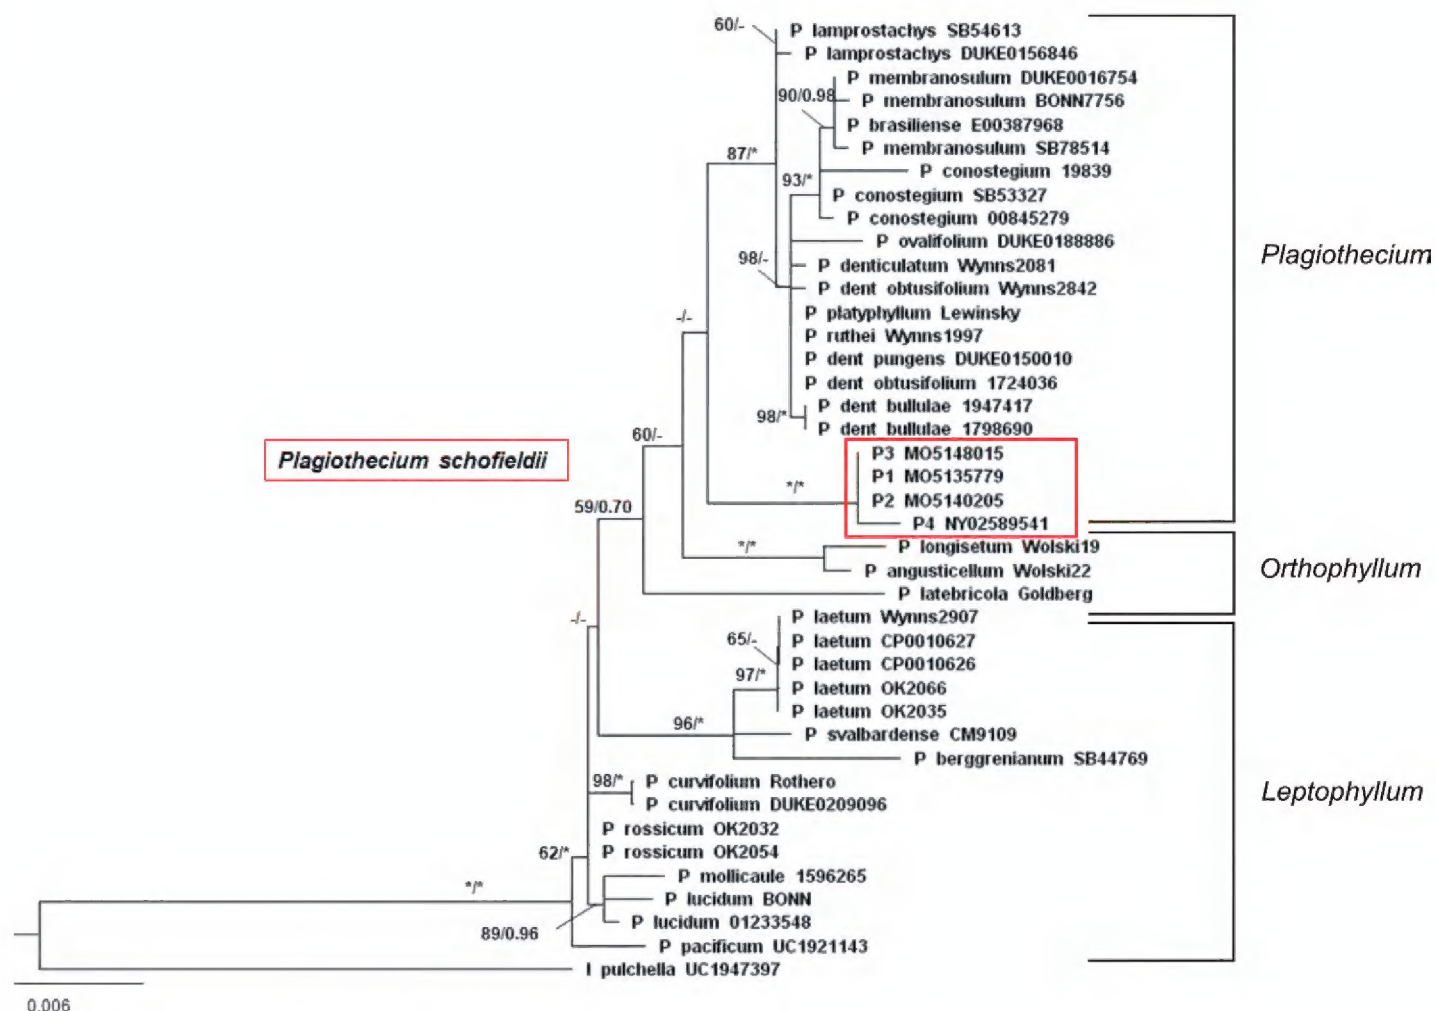 60/-
P lamprostachys SB54613
P lamprostachys DUKE0156846
P membranosulum DUKE0016754
90/0.98
P membranosulum BONN7756
P brasiliense E00387968
P membranosulum SB78514
87/*
P conostegium 19839
93/*
P conostegium SB53327
P conostegium 00845279
P ovalifolium DUKE0188886
Plagiothecium
98/-
P denticulatum Wynns2081
P dent obtusifolium Wynns2842
-/-
P platyphyllum Lewinsky
P ruthei Wynns1997
P dent pungens DUKE0150010
P dent obtusifolium 1724036
P dent bullulae 1947417
98/*
P dent bullulae 1798690
60/-
P3 MO5148015
Plagiothecium schofieldii
P1 MO5135779
*/*
P2 MO5140205
59/0.70
P4 NY02589541
*/*
P longisetum Wolski19
P angusticellum Wolski22
Orthophyllum
P latebricola Goldberg
-/-
P laetum Wynns2907
65/-
P laetum CP0010627
P laetum CP0010626
97/*
P laetum OK2066
P laetum OK2035
96/*
P svalbardense CM9109
P berggrenianum SB44769
98/*
P curvifolium Rothero
Leptophyllum
P curvifolium DUKE0209096
P rossicum OK2032
62/*
P rossicum OK2054
P mollicaule 1596265
*/*
P lucidum BONN
P lucidum 01233548
89/0.96
P pacificum UC1921143
I pulchella UC1947397
0.006